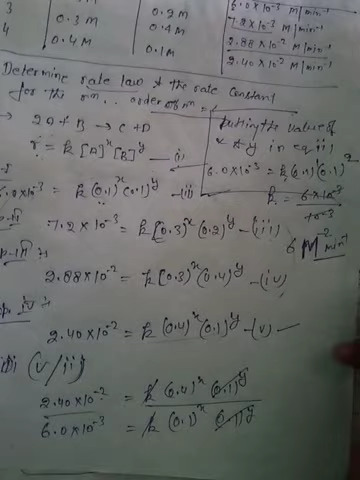 3 0.3M 0.2M 6.0×10⁻³ M/min⁻¹
4 0.4M 0.4M 7.2×10⁻³ M/min⁻¹
0.1M 2.88×10⁻² M/min⁻¹
2.40×10⁻² M/min⁻¹
Determine rate law & the rate constant
for the rxn... order of rxn =
→ 2A + B → C + D
r = k[A]ˣ[B]ʸ —(i)
Putting the value of
x & y in eq (ii)
6.0×10⁻³ = k(0.1)(0.1)²
k = 6×10⁻³
10⁻³
6 M⁻² min⁻¹
6.0×10⁻³ = k(0.1)ˣ(0.1)ʸ —(ii)
7.2×10⁻² = k[0.3)ˣ(0.2)ʸ —(iii)
2.88×10⁻² = k[0.3)ˣ(0.4)ʸ —(iv)
2.40×10⁻² = k(0.4)ˣ(0.1)ʸ —(v) —
(v/ii)
2.40×10⁻² = k(0.4)ˣ(0.1)ʸ
6.0×10⁻³ = k(0.1)ˣ(0.1)ʸ